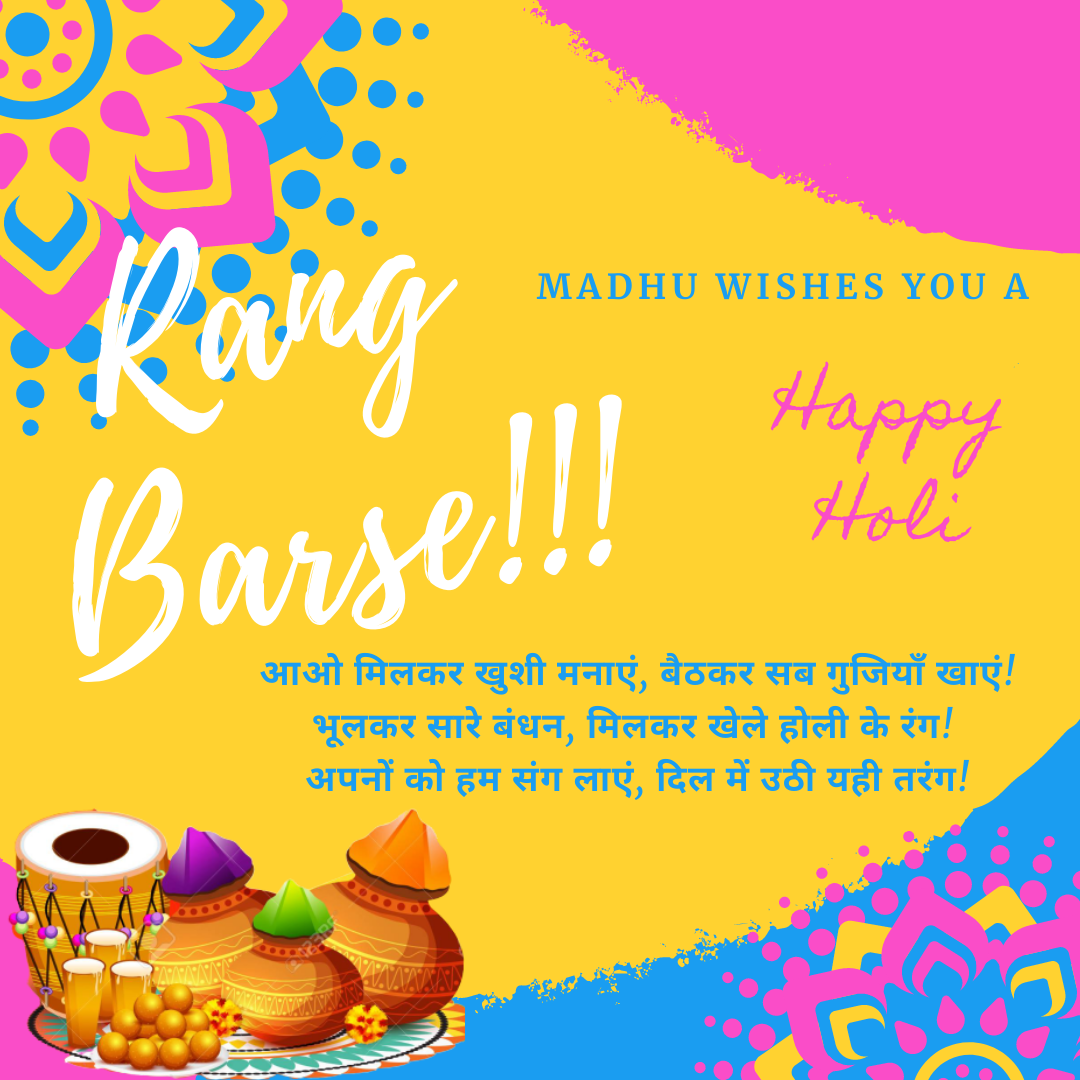 Rang
Barse!!!
MADHU WISHES YOU A
Happy
Holi
आओ मिलकर खुशी मनाएं, बैठकर सब गुजियाँ खाएं!
भूलकर सारे बंधन, मिलकर खेले होली के रंग!
अपनों को हम संग लाएं, दिल में उठी यही तरंग!